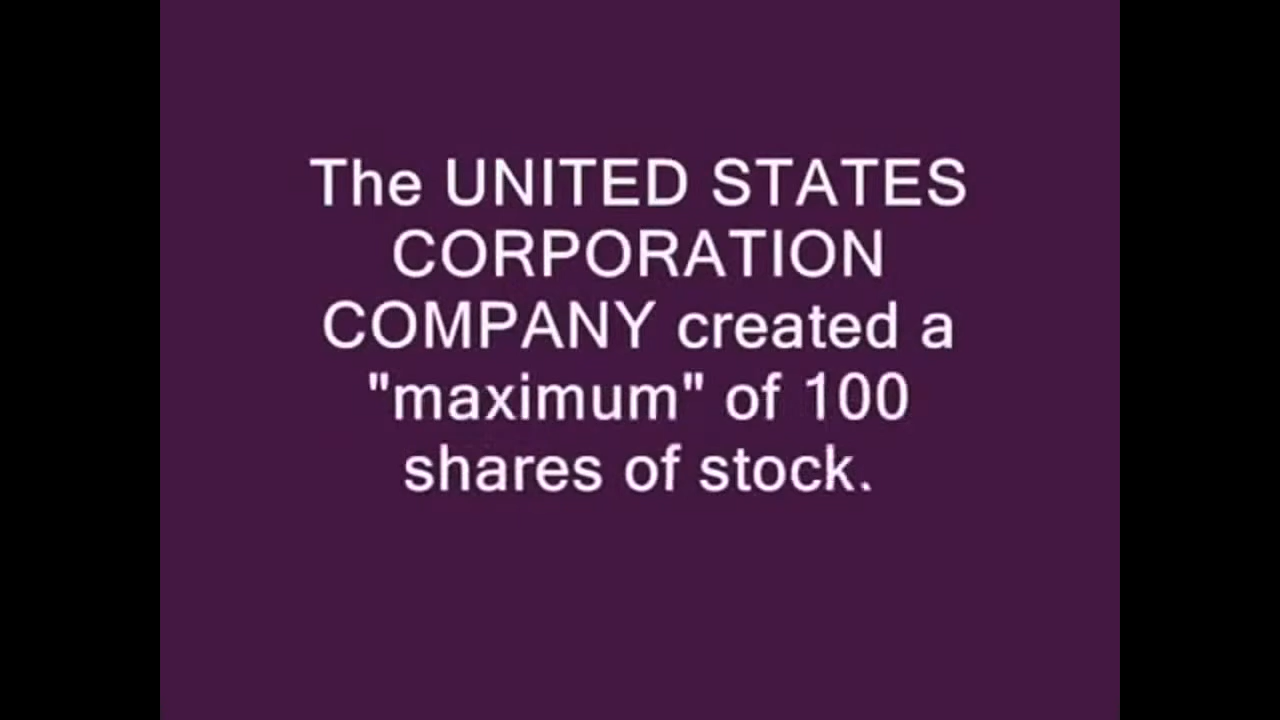 The UNITED STATES
CORPORATION
COMPANY created a
"maximum" of 100
shares of stock.